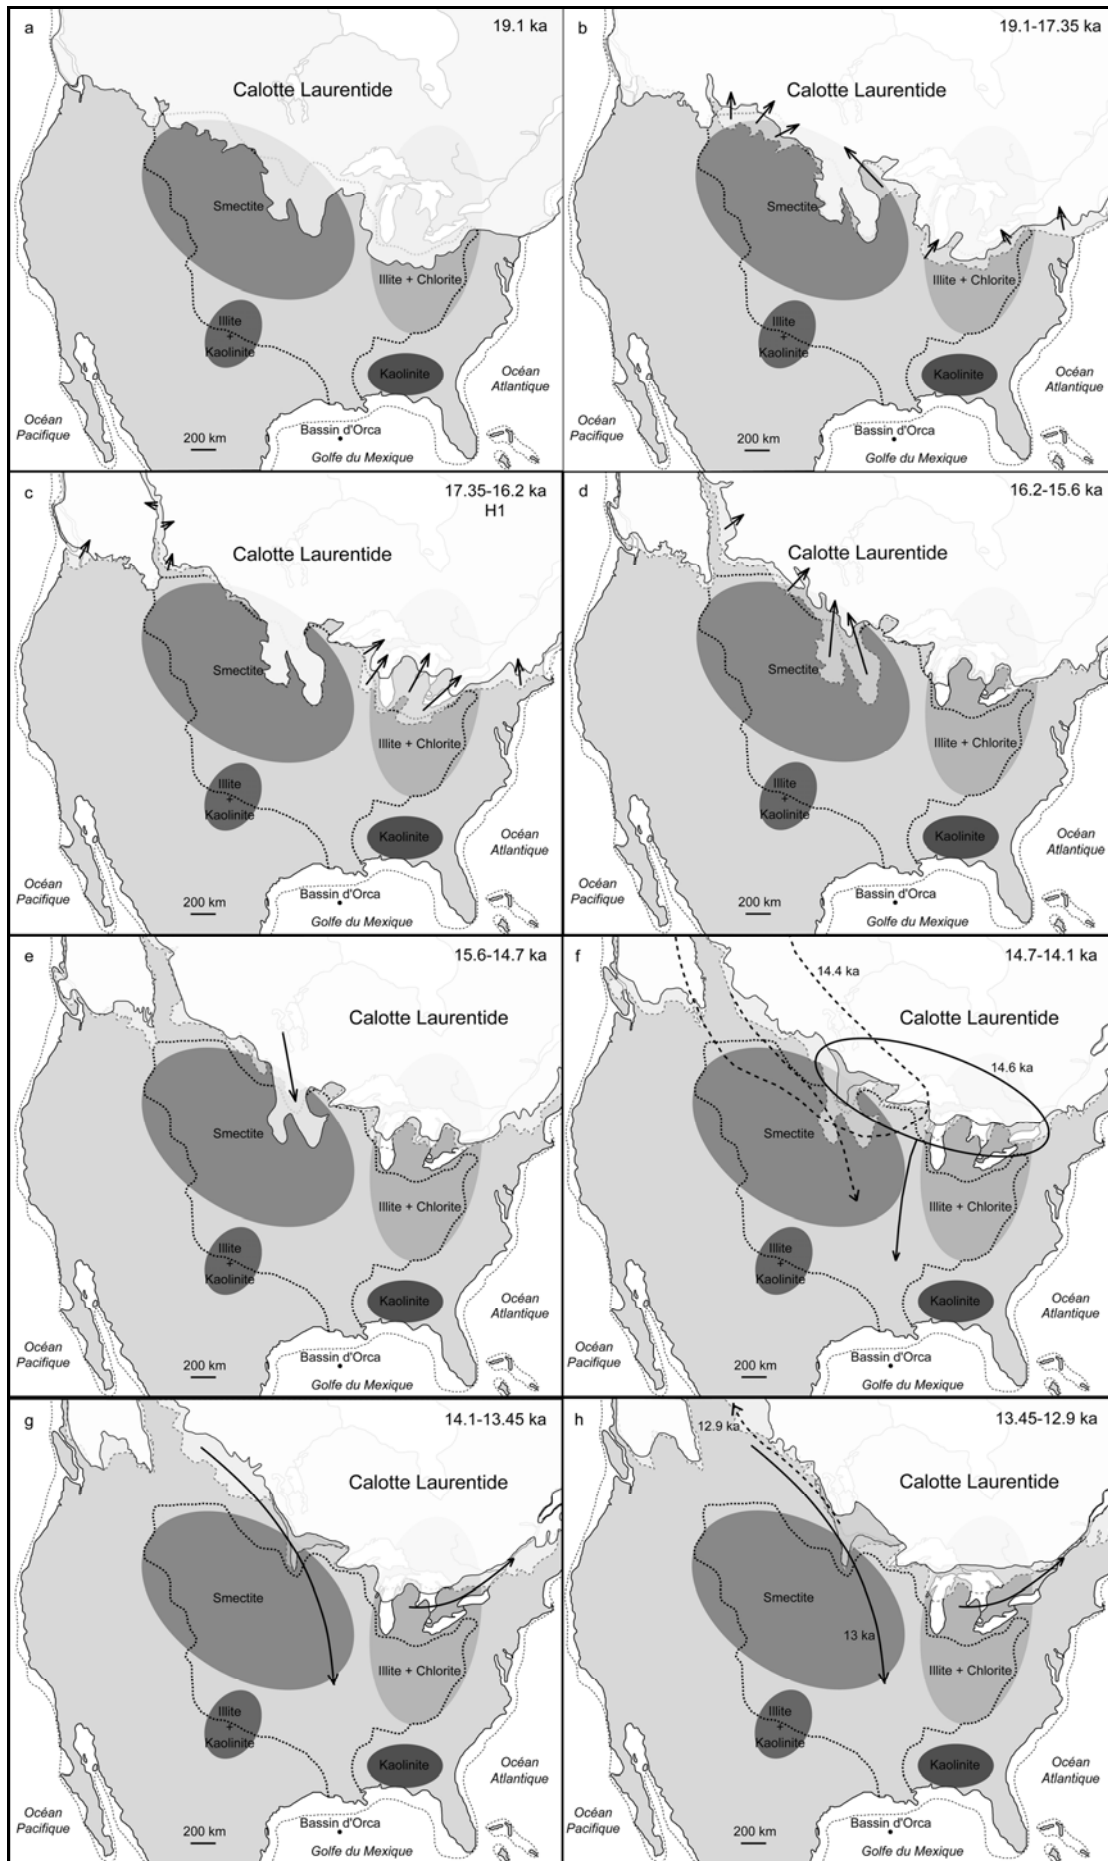 a
19.1 ka
Calotte Laurentide
Smectite
Illite + Chlorite
Illite
+
Kaolinite
Kaolinite
Océan
Atlantique
Océan
Pacifique
200 km
Bassin d'Orca
Golfe du Mexique
b
19.1-17.35 ka
Calotte Laurentide
Smectite
Illite + Chlorite
Illite
+
Kaolinite
Kaolinite
Océan
Atlantique
Océan
Pacifique
200 km
Bassin d'Orca
Golfe du Mexique
c
17.35-16.2 ka
H1
Calotte Laurentide
Smectite
Illite + Chlorite
Illite
+
Kaolinite
Kaolinite
Océan
Atlantique
Océan
Pacifique
200 km
Bassin d'Orca
Golfe du Mexique
d
16.2-15.6 ka
Calotte Laurentide
Smectite
Illite + Chlorite
Illite
+
Kaolinite
Kaolinite
Océan
Atlantique
Océan
Pacifique
200 km
Bassin d'Orca
Golfe du Mexique
e
15.6-14.7 ka
Calotte Laurentide
Smectite
Illite + Chlorite
Illite
+
Kaolinite
Kaolinite
Océan
Atlantique
Océan
Pacifique
200 km
Bassin d'Orca
Golfe du Mexique
f
14.7-14.1 ka
14.4 ka
Calotte Laurentide
14.6 ka
Smectite
Illite + Chlorite
Illite
+
Kaolinite
Kaolinite
Océan
Atlantique
Océan
Pacifique
200 km
Bassin d'Orca
Golfe du Mexique
g
14.1-13.45 ka
Calotte Laurentide
Smectite
Illite + Chlorite
Illite
+
Kaolinite
Kaolinite
Océan
Atlantique
Océan
Pacifique
200 km
Bassin d'Orca
Golfe du Mexique
h
13.45-12.9 ka
12.9 ka
Calotte Laurentide
Smectite
13 ka
Illite + Chlorite
Illite
+
Kaolinite
Kaolinite
Océan
Atlantique
Océan
Pacifique
200 km
Bassin d'Orca
Golfe du Mexique